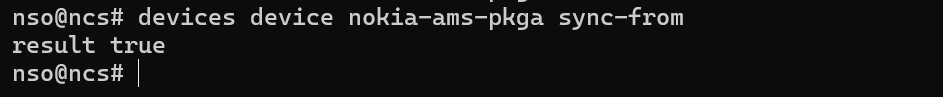 nso@ncs# devices device nokia-ams-pkga sync-from
result true
nso@ncs#